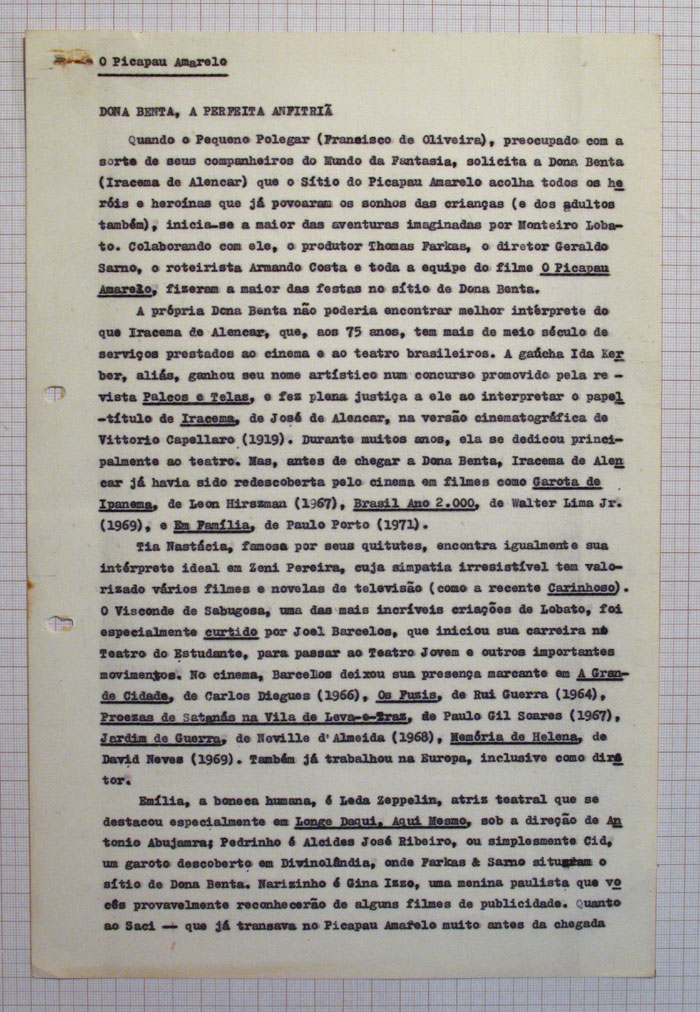 O Picapau Amarelo
DONA BENTA, A PERFEITA ANFITRIÃ
Quando o Pequeno Polegar (Francisco de Oliveira), preocupado com a
sorte de seus companheiros do Mundo da Fantasia, solicita a Dona Benta
(Iracema de Alencar) que o Sítio do Picapau Amarelo acolha todos os he
róis e heroínas que já povoaram os sonhos das crianças (e dos adultos
também), inicia-se a maior das aventuras imaginadas por Monteiro Loba-
to. Colaborando com ele, o produtor Thomas Farkas, o diretor Geraldo
Sarno, o roteirista Armando Costa e toda a equipe do filme O Picapau
Amarelo, fizeram a maior das festas no sítio de Dona Benta.
A própria Dona Benta não poderia encontrar melhor intérprete do
que Iracema de Alencar, que, aos 75 anos, tem mais de meio século de
serviços prestados ao cinema e ao teatro brasileiros. A gaúcha Ida Ker
ber, aliás, ganhou seu nome artístico num concurso promovido pela re-
vista Palcos e Telas, e fez plena justiça a ele ao interpretar o papel
-título de Iracema, de José de Alencar, na versão cinematográfica de
Vittorio Capellaro (1919). Durante muitos anos, ela se dedicou princi-
palmente ao teatro. Mas, antes de chegar a Dona Benta, Iracema de Alen
car já havia sido redescoberta pelo cinema em filmes como Garota de
Ipanema, de Leon Hirszman (1967), Brasil Ano 2.000, de Walter Lima Jr.
(1969), e Em Família, de Paulo Porto (1971).
Tia Nastácia, famosa por seus quitutes, encontra igualmente sua
intérprete ideal em Zeni Pereira, cuja simpatia irresistível tem valo-
rizado vários filmes e novelas de televisão (como a recente Carinhoso).
O Visconde de Sabugosa, uma das mais incríveis criações de Lobato, foi
especialmente curtido por Joel Barcelos, que iniciou sua carreira no
Teatro do Estudante, para passar ao Teatro Jovem e outros importantes
movimentos. No cinema, Barcelos deixou sua presença marcante em A Gran-
de Cidade, de Carlos Diegues (1966), Os Fuzis, de Rui Guerra (1964),
Proezas de Satanás na Vila de Leva-e-Traz, de Paulo Gil Soares (1967),
Jardim de Guerra, de Neville d'Almeida (1968), Memória de Helena, de
David Neves (1969). Também já trabalhou na Europa, inclusive como dire
tor.
Emília, a boneca humana, é Leda Zeppelin, atriz teatral que se
destacou especialmente em Longe Daqui, Aqui Mesmo, sob a direção de An
tonio Abujamra; Pedrinho é Alcides José Ribeiro, ou simplesmente Cid,
um garoto descoberto em Divinolândia, onde Farkas & Sarno situaram o
sítio de Dona Benta. Narizinho é Gina Izzo, uma menina paulista que vo
cês provavelmente reconhecerão de alguns filmes de publicidade. Quanto
ao Saci — que já transava no Picapau Amarelo muito antes da chegada